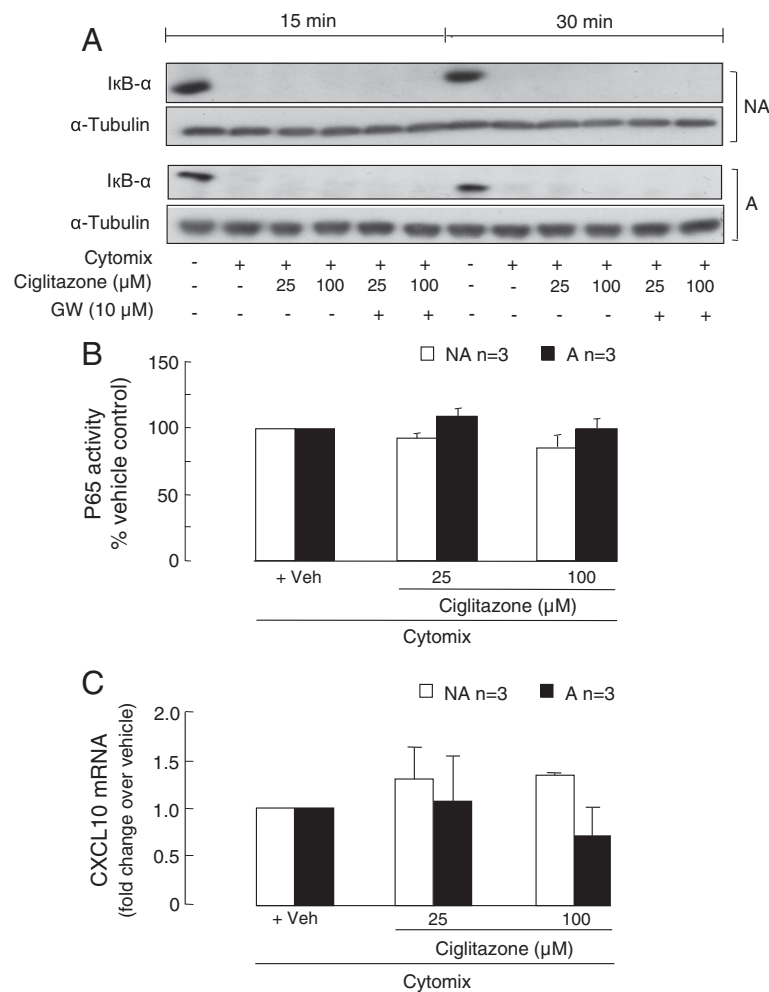 A
15 min 30 min
IκB-α
NA
α-Tubulin
IκB-α
A
α-Tubulin
Cytomix - + + + + + - + + + + +
Ciglitazone (μM) - - 25 100 25 100 - - 25 100 25 100
GW (10 μM) - - - - + + - - - - + +
B
NA n=3 A n=3
P65 activity
% vehicle control
150
100
50
0
+ Veh 25 100
Ciglitazone (μM)
Cytomix
C
NA n=3 A n=3
CXCL10 mRNA
(fold change over vehicle)
2.0
1.5
1.0
0.5
0
+ Veh 25 100
Ciglitazone (μM)
Cytomix